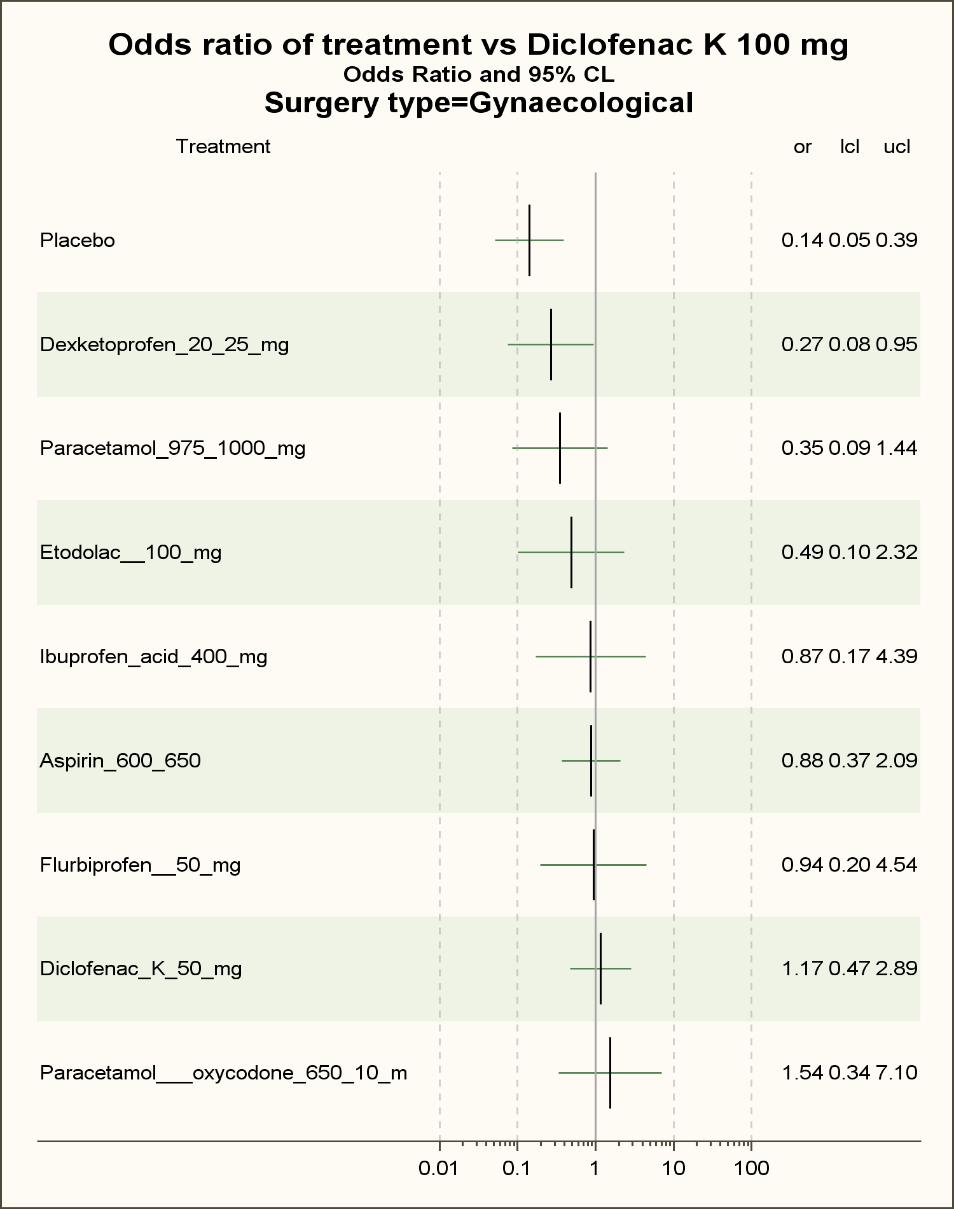 Odds ratio of treatment vs Diclofenac K 100 mg
Odds Ratio and 95% CL
Surgery type=Gynaecological
Treatment or lcl ucl
Placebo 0.14 0.05 0.39
Dexketoprofen_20_25_mg 0.27 0.08 0.95
Paracetamol_975_1000_mg 0.35 0.09 1.44
Etodolac__100_mg 0.49 0.10 2.32
Ibuprofen_acid_400_mg 0.87 0.17 4.39
Aspirin_600_650 0.88 0.37 2.09
Flurbiprofen__50_mg 0.94 0.20 4.54
Diclofenac_K_50_mg 1.17 0.47 2.89
Paracetamol___oxycodone_650_10_m 1.54 0.34 7.10
0.01 0.1 1 10 100